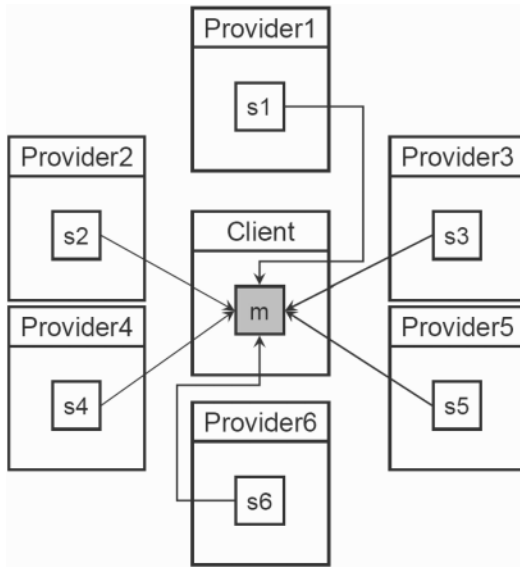 Provider1
s1
Provider2
Provider3
s2
Client
s3
m
Provider4
Provider5
s4
s5
Provider6
s6